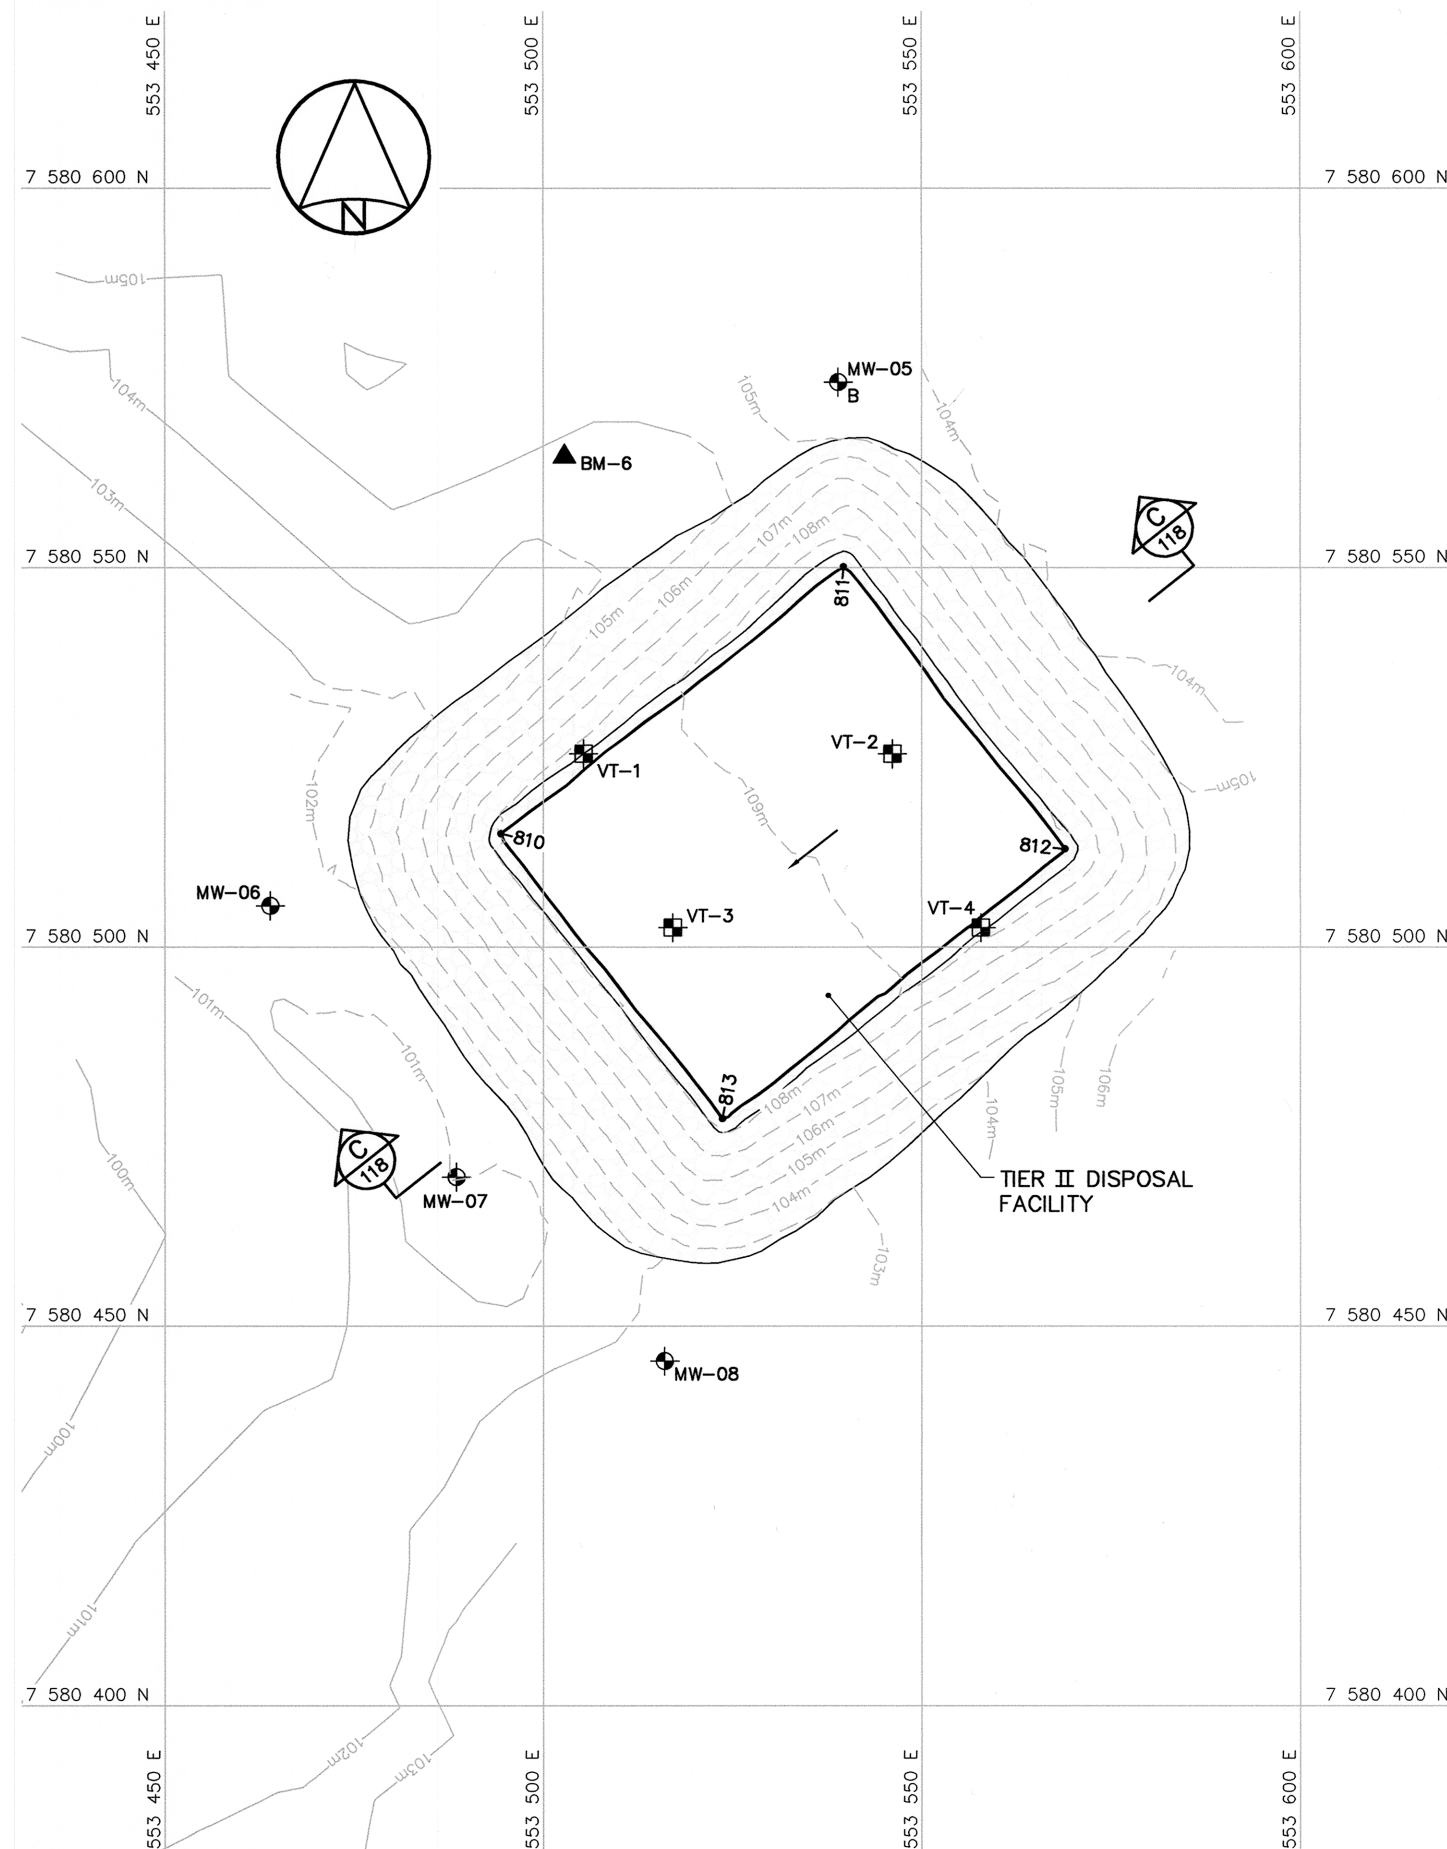 553 450 E
553 500 E
553 550 E
553 600 E
N
7 580 600 N
7 580 600 N
105m
MW-05
B
105m
104m
104m
BM-6
103m
107m
108m
C
118
7 580 550 N
7 580 550 N
811
106m
105m
104m
VT-2
VT-1
105m
102m
109m
810
812
MW-06
VT-3
VT-4
7 580 500 N
7 580 500 N
101m
101m
813
108m
107m
105m
106m
104m
106m
C
118
100m
105m
TIER II DISPOSAL
FACILITY
MW-07
104m
103m
7 580 450 N
7 580 450 N
MW-08
100m
101m
7 580 400 N
7 580 400 N
102m
103m
553 450 E
553 500 E
553 550 E
553 600 E